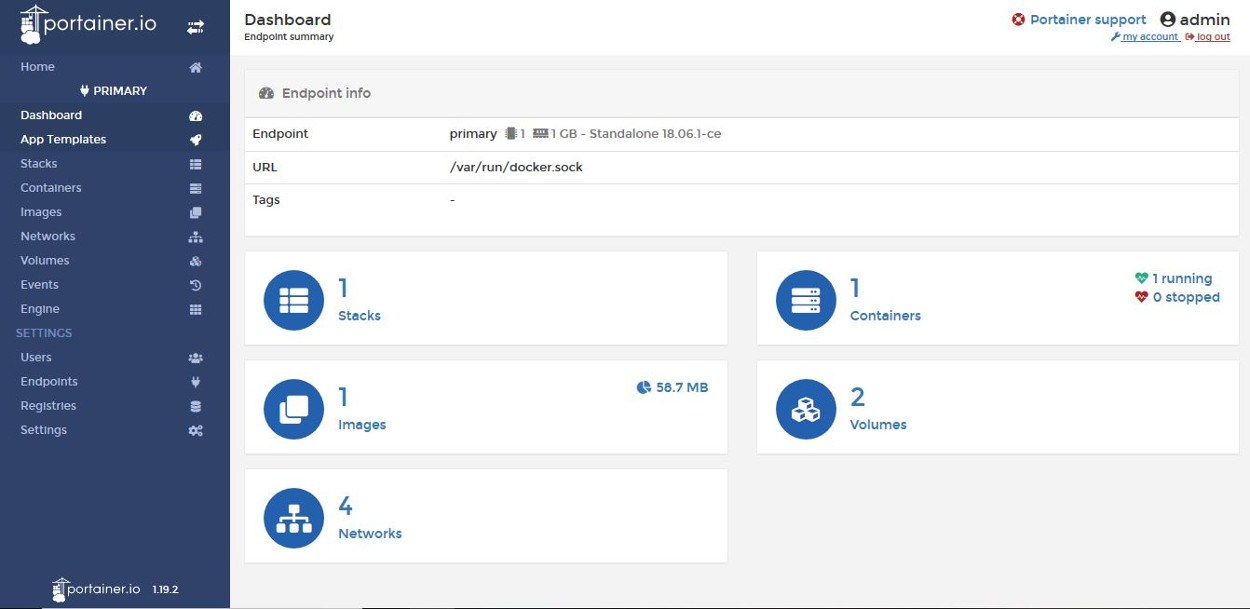 portainer.io
Home
PRIMARY
Dashboard
App Templates
Stacks
Containers
Images
Networks
Volumes
Events
Engine
SETTINGS
Users
Endpoints
Registries
Settings
portainer.io 1.19.2
Dashboard
Endpoint summary
Portainer support admin
my account log out
Endpoint info
Endpoint primary 1 1 GB - Standalone 18.06.1-ce
URL /var/run/docker.sock
Tags -
1
Stacks
1
Containers
1 running
0 stopped
1
Images
58.7 MB
2
Volumes
4
Networks